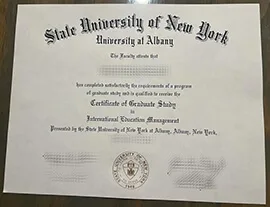 State University of New York
University at Albany
The Faculty attests that
has completed satisfactorily the requirements of a program
of graduate study and is qualified to receive the
Certificate of Graduate Study
in
International Education Management
Presented by the State University of New York at Albany, Albany, New York,